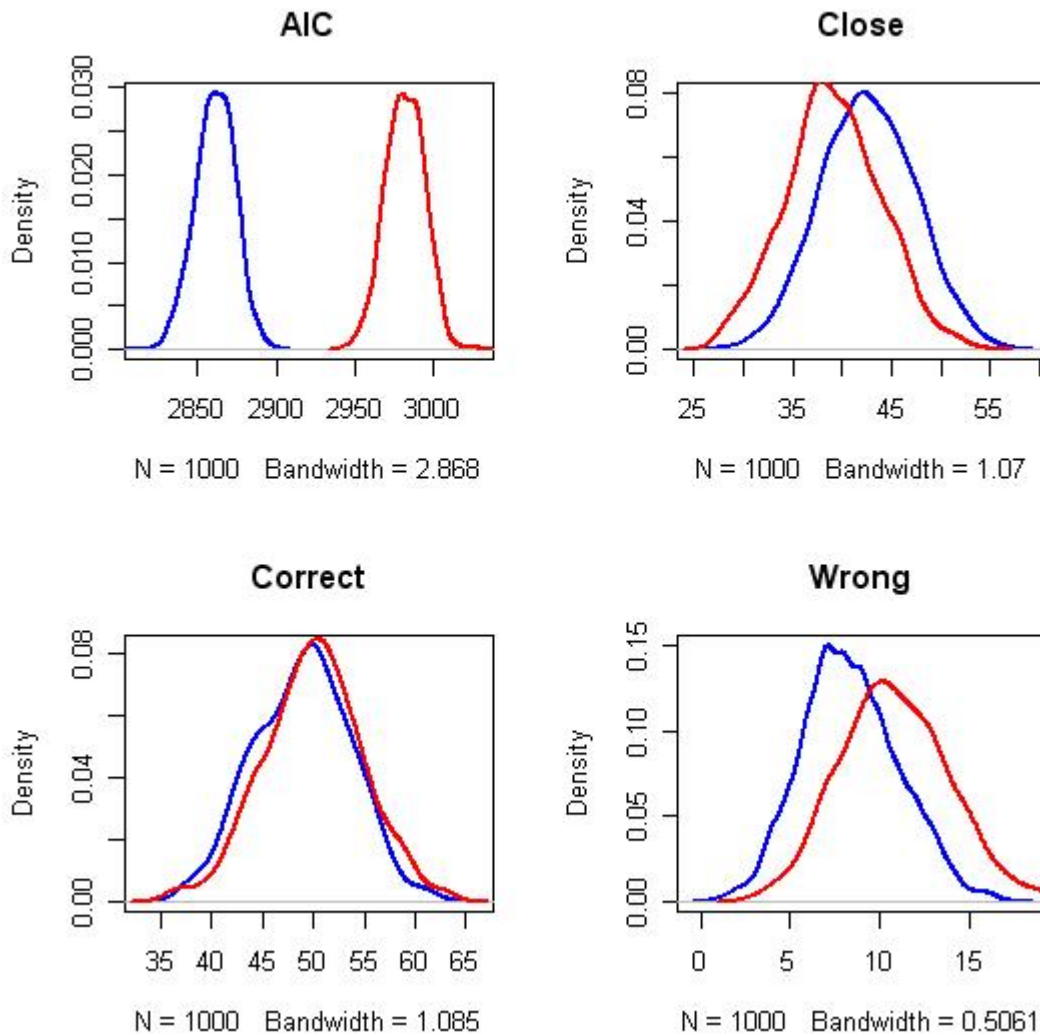 AIC
Density
0.000 0.010 0.020 0.030
2850 2900 2950 3000
N = 1000 Bandwidth = 2.868
Close
Density
0.00 0.04 0.08
25 35 45 55
N = 1000 Bandwidth = 1.07
Correct
Density
0.00 0.04 0.08
35 40 45 50 55 60 65
N = 1000 Bandwidth = 1.085
Wrong
Density
0.00 0.05 0.10 0.15
0 5 10 15
N = 1000 Bandwidth = 0.5061